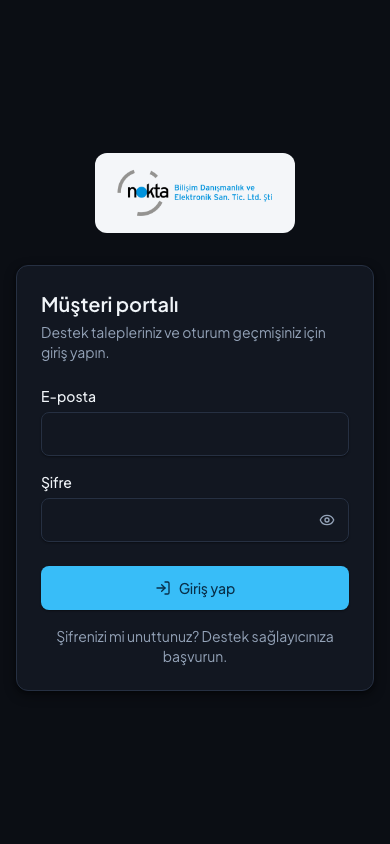 nokta
Bilişim Danışmanlık ve
Elektronik San. Tic. Ltd. Şti
Müşteri portalı
Destek talepleriniz ve oturum geçmişiniz için
giriş yapın.
E-posta
Şifre
Giriş yap
Şifrenizi mi unuttunuz? Destek sağlayıcınıza
başvurun.